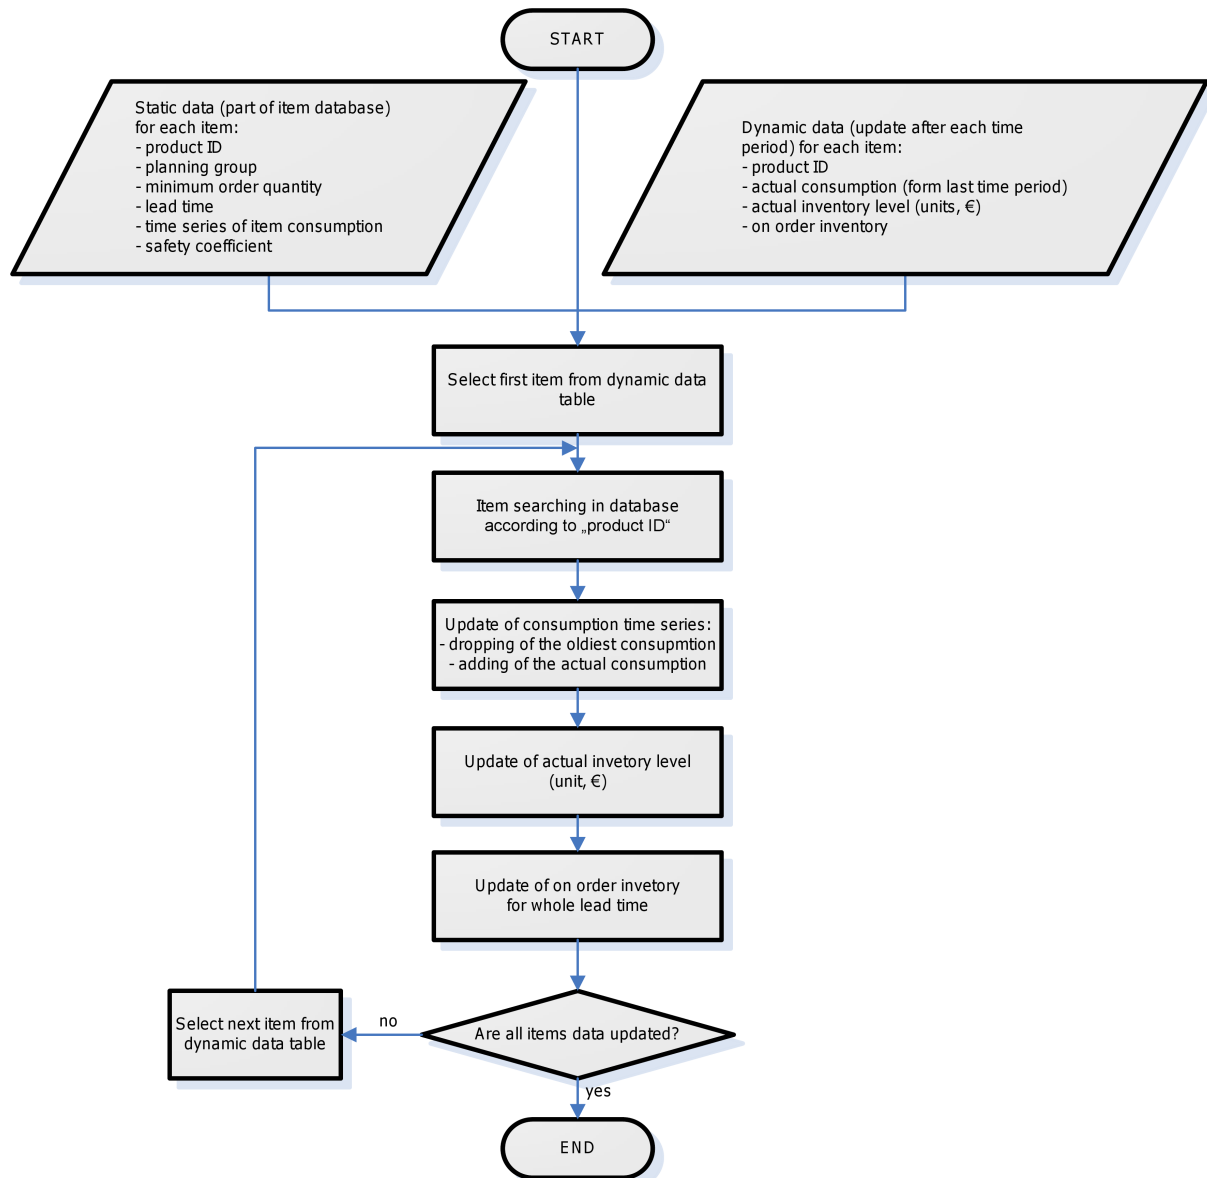 START
Static data (part of item database)
for each item:
- product ID
- planning group
- minimum order quantity
- lead time
- time series of item consumption
- safety coefficient
Dynamic data (update after each time
period) for each item:
- product ID
- actual consumption (form last time period)
- actual inventory level (units, €)
- on order inventory
Select first item from dynamic data
table
Item searching in database
according to „product ID“
Update of consumption time series:
- dropping of the oldest consupmtion
- adding of the actual consumption
Update of actual invetory level
(unit, €)
Update of on order invetory
for whole lead time
Are all items data updated?
no
Select next item from
dynamic data table
yes
END